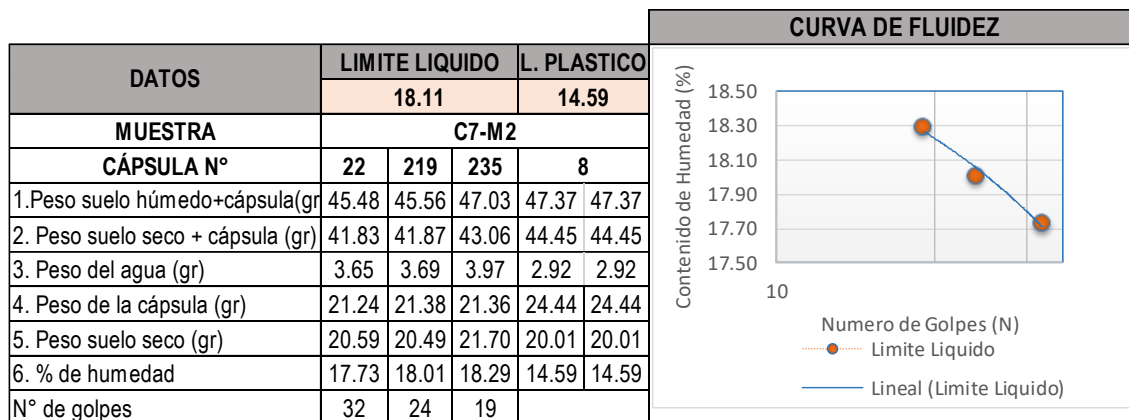 CURVA DE FLUIDEZ
DATOS LIMITE LIQUIDO L. PLASTICO
18.11 14.59
MUESTRA C7-M2
CÁPSULA N° 22 219 235 8
1.Peso suelo húmedo+cápsula(gr 45.48 45.56 47.03 47.37 47.37
2. Peso suelo seco + cápsula (gr) 41.83 41.87 43.06 44.45 44.45
3. Peso del agua (gr) 3.65 3.69 3.97 2.92 2.92
4. Peso de la cápsula (gr) 21.24 21.38 21.36 24.44 24.44
5. Peso suelo seco (gr) 20.59 20.49 21.70 20.01 20.01
6. % de humedad 17.73 18.01 18.29 14.59 14.59
N° de golpes 32 24 19
Contenido de Humedad (%)
18.50
18.30
18.10
17.90
17.70
17.50
10
Numero de Golpes (N)
Limite Liquido
Lineal (Limite Liquido)